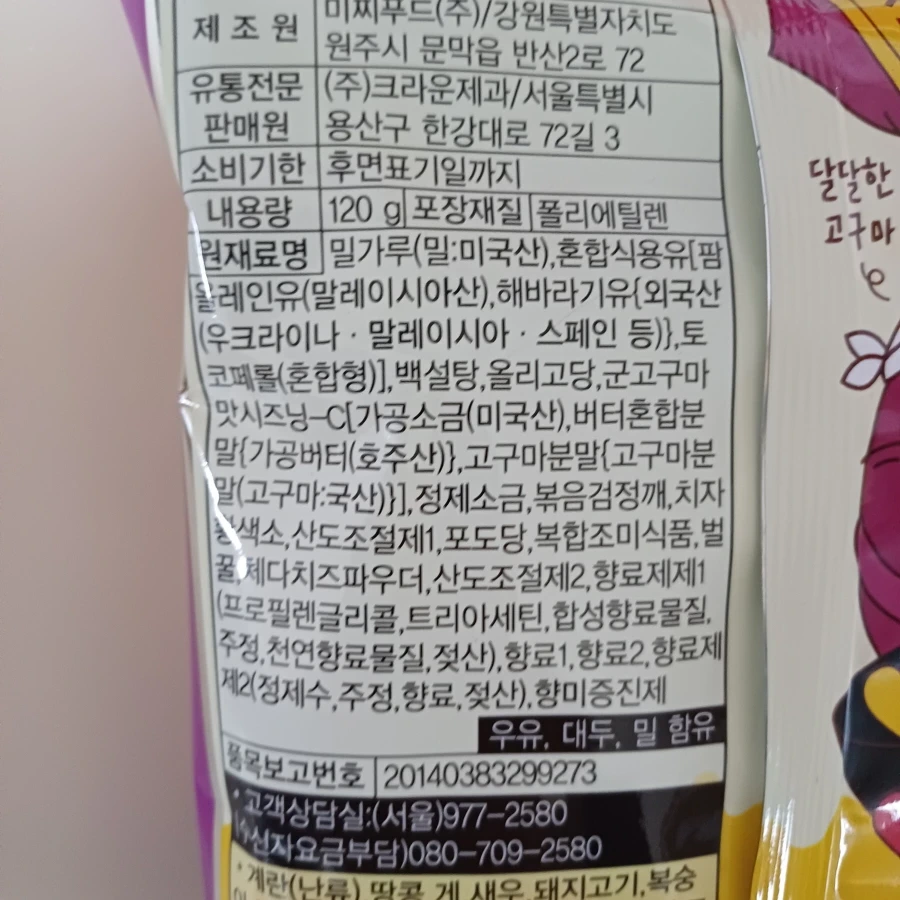 제조원 미찌푸드(주)/강원특별자치도
원주시 문막읍 반산2로 72
유통전문판매원 (주)크라운제과/서울특별시
용산구 한강대로 72길 3
소비기한 후면표기일까지
내용량 120 g 포장재질 폴리에틸렌
원재료명 밀가루(밀:미국산),혼합식용유[팜
올레인유(말레이시아산),해바라기유{외국산
(우크라이나·말레이시아·스페인 등)},토
코페롤(혼합형)],백설탕,올리고당,군고구마
맛시즈닝-C[가공소금(미국산),버터혼합분
말{가공버터(호주산)},고구마분말{고구마분
말(고구마:국산)}],정제소금,볶음검정깨,치자
황색소,산도조절제1,포도당,복합조미식품,벌
꿀,체다치즈파우더,산도조절제2,향료제제1
(프로필렌글리콜,트리아세틴,합성향료물질,
주정,천연향료물질,젖산),향료1,향료2,향료제
제2(정제수,주정,향료,젖산),향미증진제
우유, 대두, 밀 함유
품목보고번호 20140383299273
*고객상담실:(서울)977-2580
(수신자요금부담)080-709-2580
*계란(난류),땅콩,게,새우,돼지고기,복숭
달달한
고구마